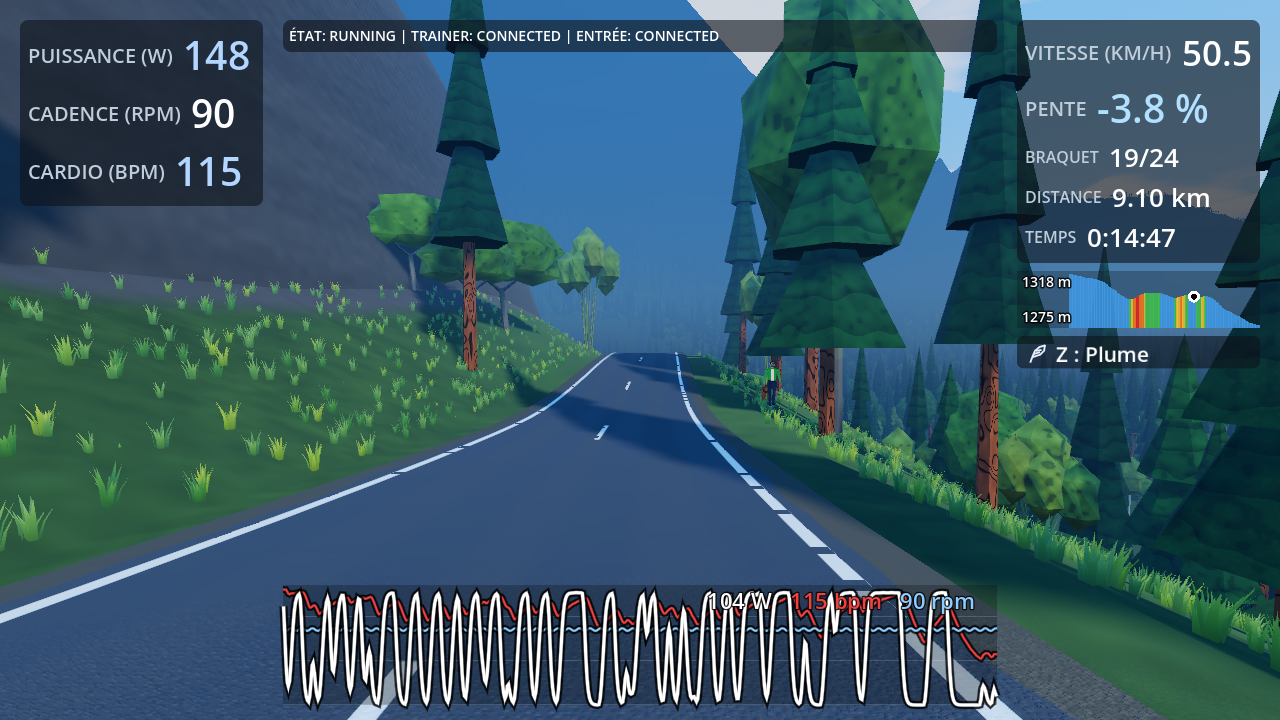 PUISSANCE (W) 148
CADENCE (RPM) 90
CARDIO (BPM) 115
ÉTAT: RUNNING | TRAINER: CONNECTED | ENTRÉE: CONNECTED
VITESSE (KM/H) 50.5
PENTE -3.8 %
BRAQUET 19/24
DISTANCE 9.10 km
TEMPS 0:14:47
1318 m
1275 m
Z : Plume
104 W 115 bpm 90 rpm